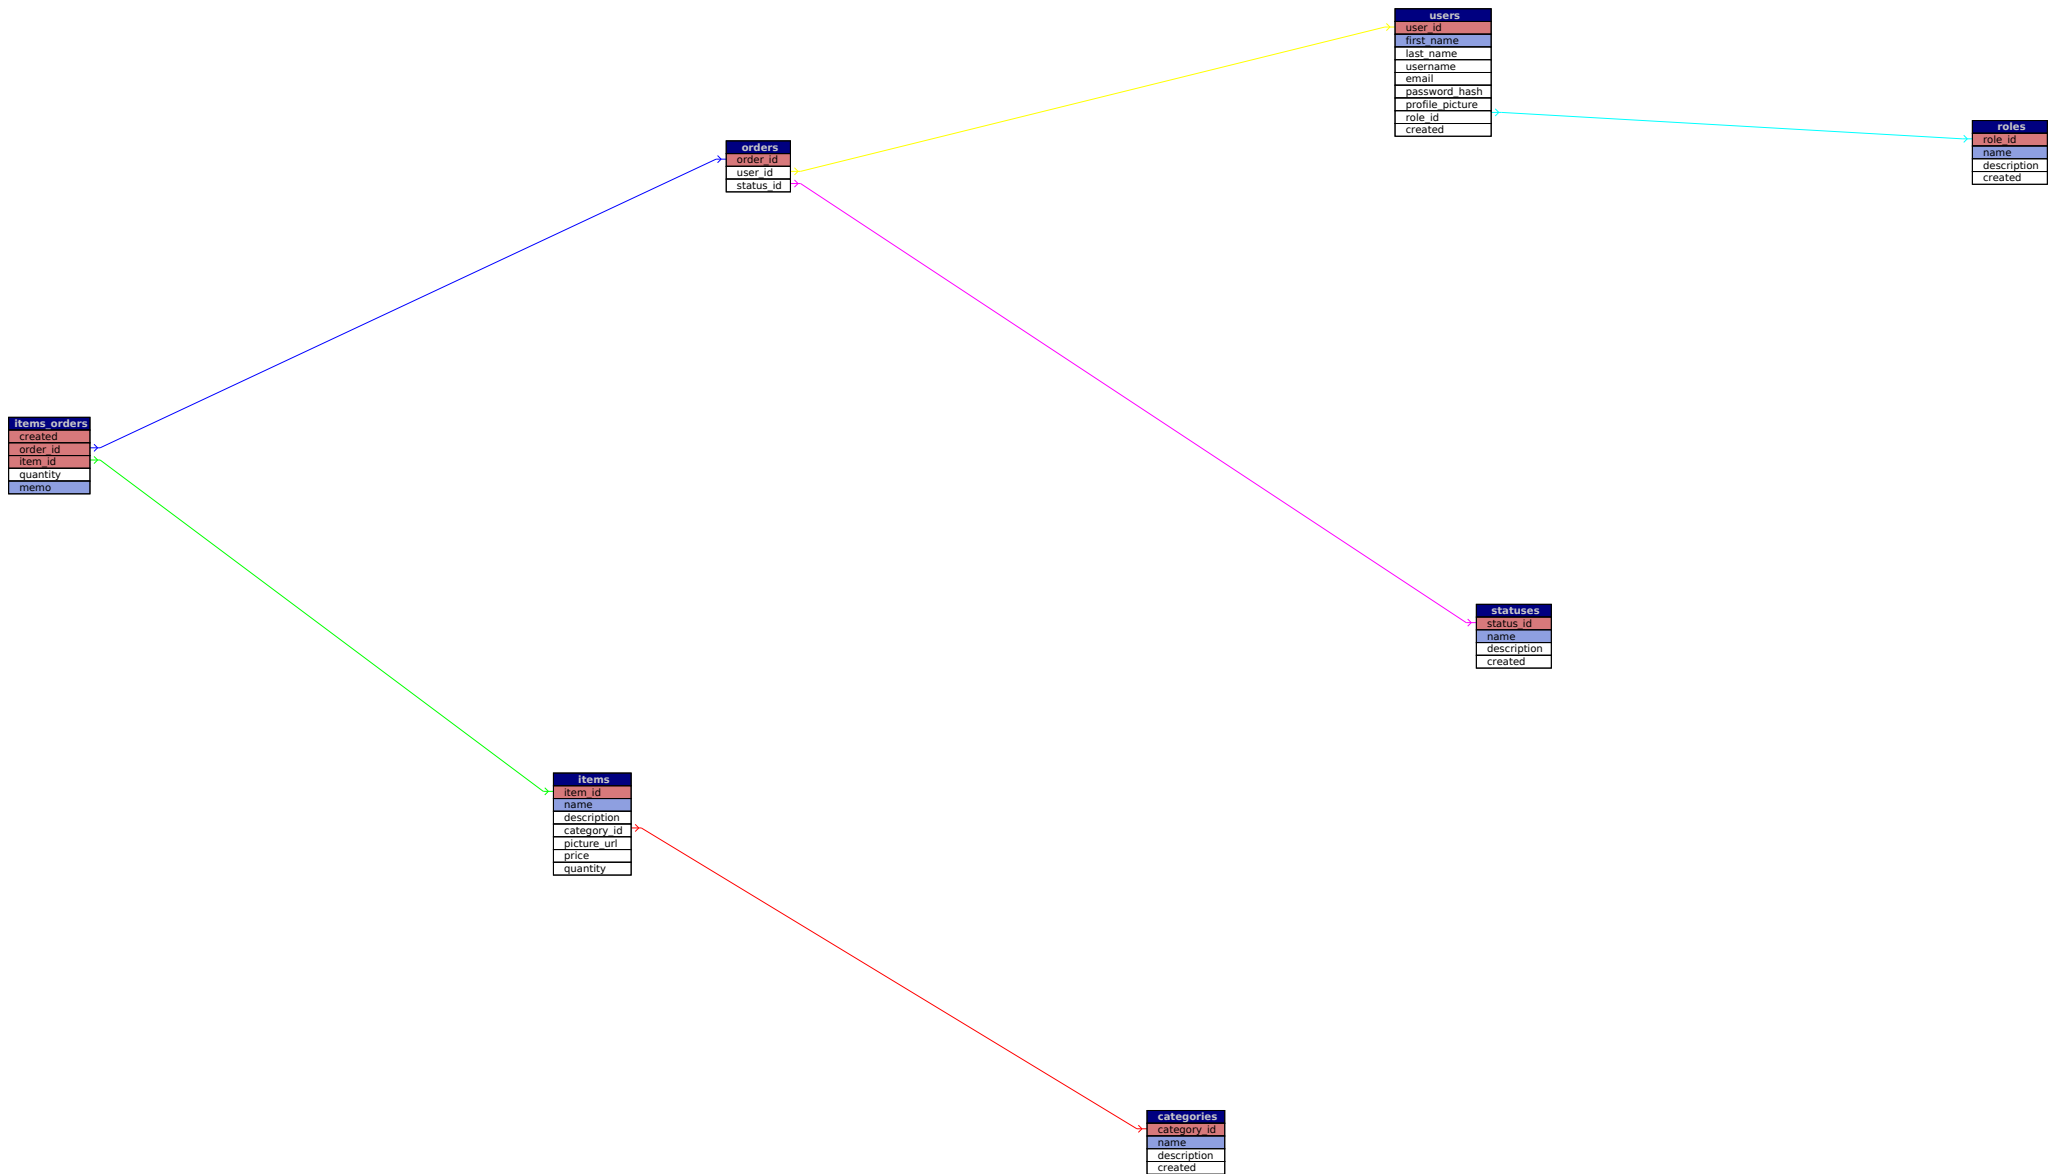 users
user_id
first_name
last_name
username
email
password_hash
profile_picture
role_id
created
roles
role_id
name
description
created
orders
order_id
user_id
status_id
items_orders
created
order_id
item_id
quantity
memo
statuses
status_id
name
description
created
items
item_id
name
description
category_id
picture_url
price
quantity
categories
category_id
name
description
created